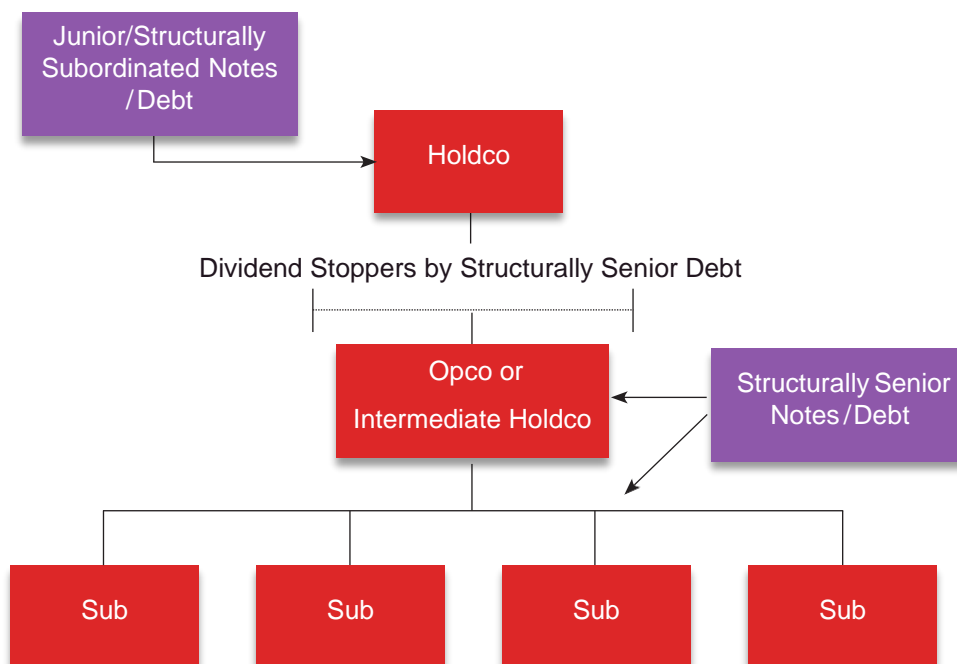 Junior/Structurally
Subordinated Notes
/Debt
Holdco
Dividend Stoppers by Structurally Senior Debt
Opco or
Intermediate Holdco
Structurally Senior
Notes/Debt
Sub
Sub
Sub
Sub